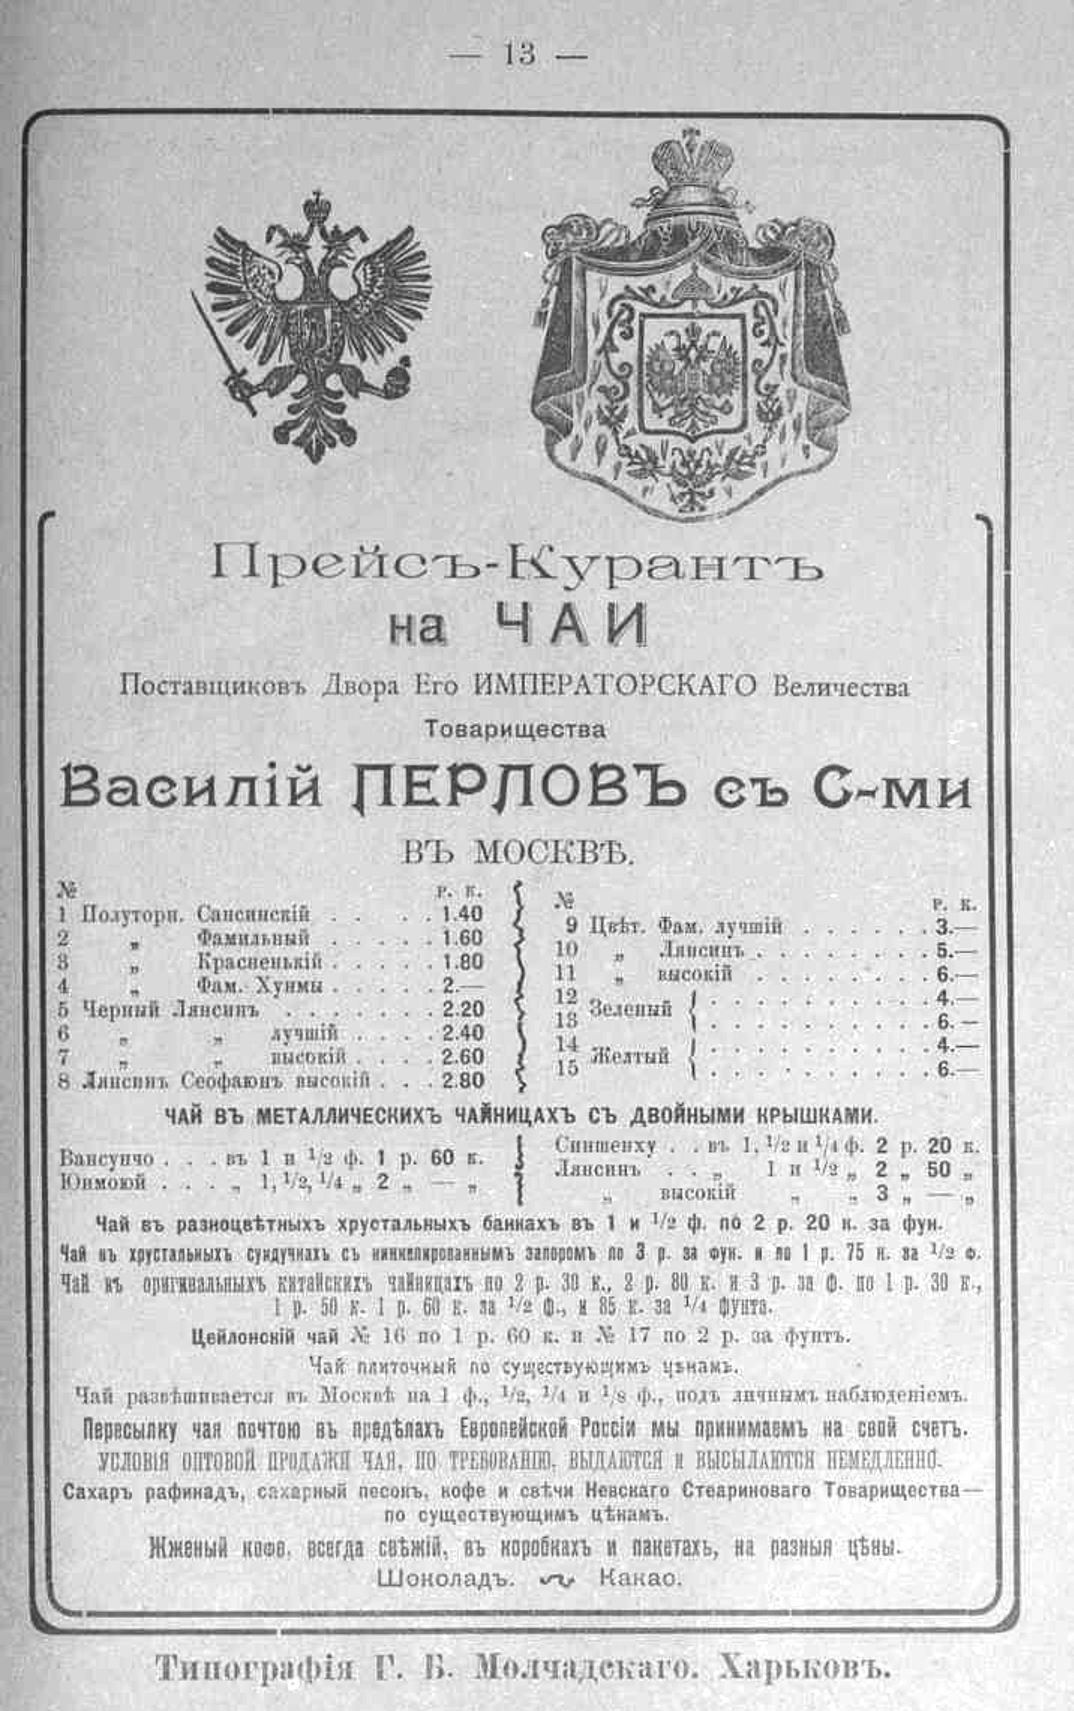 — 13 —
Прейсъ-Курантъ
на ЧАИ
Поставщиковъ Двора Его ИМПЕРАТОРСКАГО Величества
Товарищества
Василій ПЕРЛОВЪ съ С-ми
ВЪ МОСКВѢ.
№ р. к.
1 Полуторн. Сансинскій . . . . 1.40
2 „ Фамильный . . . . . 1.60
3 „ Красненькій . . . . . 1.80
4 „ Фам. Хунмы . . . . . 2.—
5 Черный Лянсинъ . . . . . . . 2.20
6 „ „ лучшій . . . . 2.40
7 „ „ высокій . . . . 2.60
8 Лянсинъ Сеофаюнъ высокій . . . 2.80
№ р. к.
9 Цвѣт. Фам. лучшій . . . . . . 3.—
10 „ Лянсинъ . . . . . . . . 5.—
11 „ высокій . . . . . . . . 6.—
12 Зеленый { . . . . . . . . . . 4.—
13 . . . . . . . . . . 6.—
14 Желтый { . . . . . . . . . . 4.—
15 . . . . . . . . . . 6.—
ЧАЙ ВЪ МЕТАЛЛИЧЕСКИХЪ ЧАЙНИЦАХЪ СЪ ДВОЙНЫМИ КРЫШКАМИ.
Вансунчо . . . въ 1 и 1/2 ф. 1 р. 60 к.
Юнмоюй . . . „ 1, 1/2, 1/4 „ 2 „ — „
Синшенху . . въ 1, 1/2 и 1/4 ф. 2 р. 20 к.
Лянсинъ . . „ 1 и 1/2 „ 2 „ 50 „
„ высокій „ „ 3 „ — „
Чай въ разноцвѣтныхъ хрустальныхъ банкахъ въ 1 и 1/2 ф. по 2 р. 20 к. за фун.
Чай въ хрустальныхъ сундучкахъ съ никкелированнымъ запоромъ по 3 р. за фун. и по 1 р. 75 к. за 1/2 ф.
Чай въ оригинальныхъ китайскихъ чайницахъ по 2 р. 30 к., 2 р. 80 к. и 3 р. за ф. по 1 р. 30 к.,
1 р. 50 к. 1 р. 60 к. за 1/2 ф., и 85 к. за 1/4 фунта.
Цейлонскій чай № 16 по 1 р. 60 к. и № 17 по 2 р. за фунтъ.
Чай плиточный по существующимъ цѣнамъ.
Чай развѣшивается въ Москвѣ на 1 ф., 1/2, 1/4 и 1/8 ф., подъ личнымъ наблюденіемъ.
Пересылку чая почтою въ предѣлахъ Европейской Россіи мы принимаемъ на свой счетъ.
УСЛОВІЯ ОПТОВОЙ ПРОДАЖИ ЧАЯ, ПО ТРЕБОВАНІЮ, ВЫДАЮТСЯ и ВЫСЫЛАЮТСЯ НЕМЕДЛЕННО.
Сахаръ рафинадъ, сахарный песокъ, кофе и свѣчи Невскаго Стеариноваго Товарищества—
по существующимъ цѣнамъ.
Жженый кофе, всегда свѣжій, въ коробкахъ и пакетахъ, на разныя цѣны.
Шоколадъ. Какао.
Типографія Г. Б. Молчадскаго. Харьковъ.